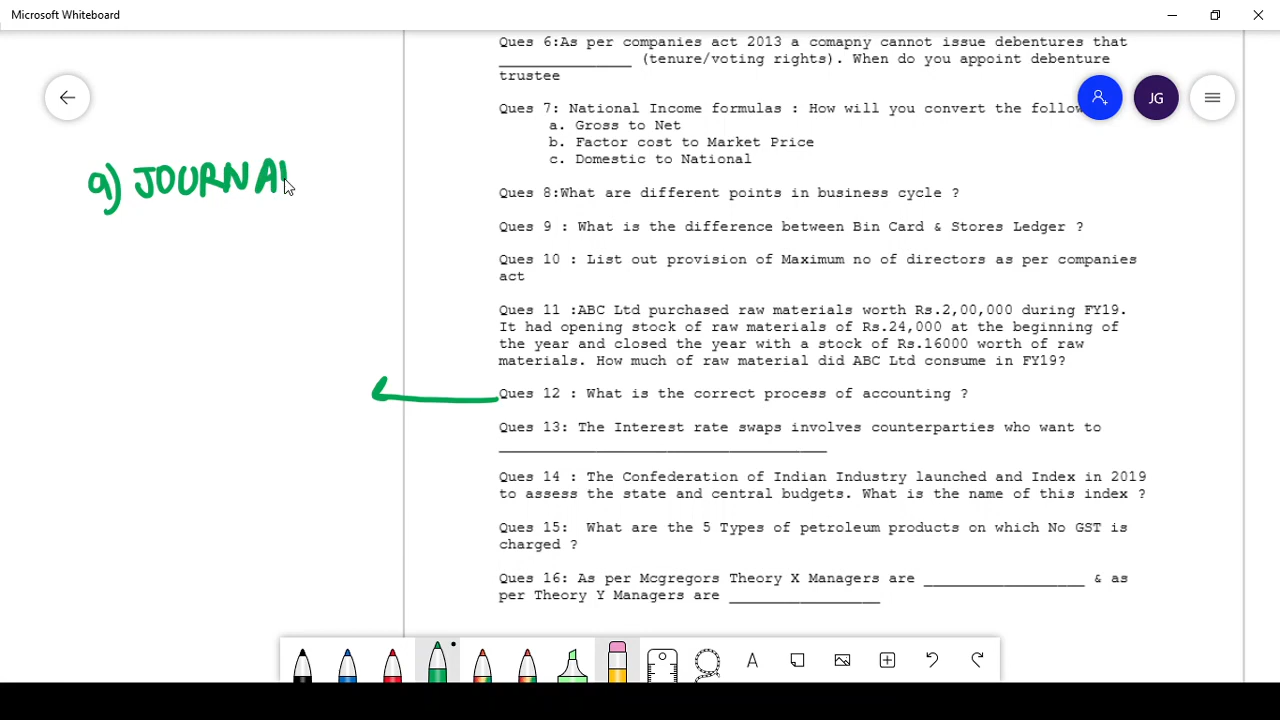 Microsoft Whiteboard
Ques 6:As per companies act 2013 a comapny cannot issue debentures that
_______________ (tenure/voting rights). When do you appoint debenture
trustee
JG
Ques 7: National Income formulas : How will you convert the follow
a. Gross to Net
b. Factor cost to Market Price
c. Domestic to National
a) JOURNAL
Ques 8:What are different points in business cycle ?
Ques 9 : What is the difference between Bin Card & Stores Ledger ?
Ques 10 : List out provision of Maximum no of directors as per companies
act
Ques 11 :ABC Ltd purchased raw materials worth Rs.2,00,000 during FY19.
It had opening stock of raw materials of Rs.24,000 at the beginning of
the year and closed the year with a stock of Rs.16000 worth of raw
materials. How much of raw material did ABC Ltd consume in FY19?
Ques 12 : What is the correct process of accounting ?
Ques 13: The Interest rate swaps involves counterparties who want to
_____________________________________
Ques 14 : The Confederation of Indian Industry launched and Index in 2019
to assess the state and central budgets. What is the name of this index ?
Ques 15:  What are the 5 Types of petroleum products on which No GST is
charged ?
Ques 16: As per Mcgregors Theory X Managers are __________________ & as
per Theory Y Managers are _________________